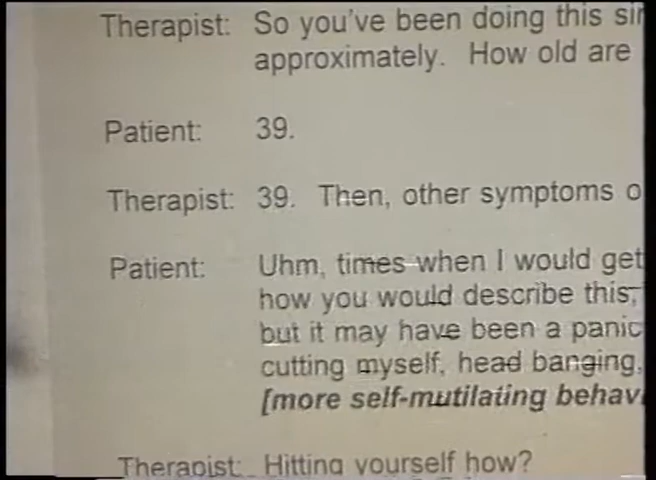 Therapist: So you've been doing this
approximately. How old are
Patient: 39.
Therapist: 39. Then, other symptoms
Patient: Uhm, times when I would get
how you would describe this,
but it may have been a panic
cutting myself, head banging,
[more self-mutilating
Therapist: Hitting yourself how?